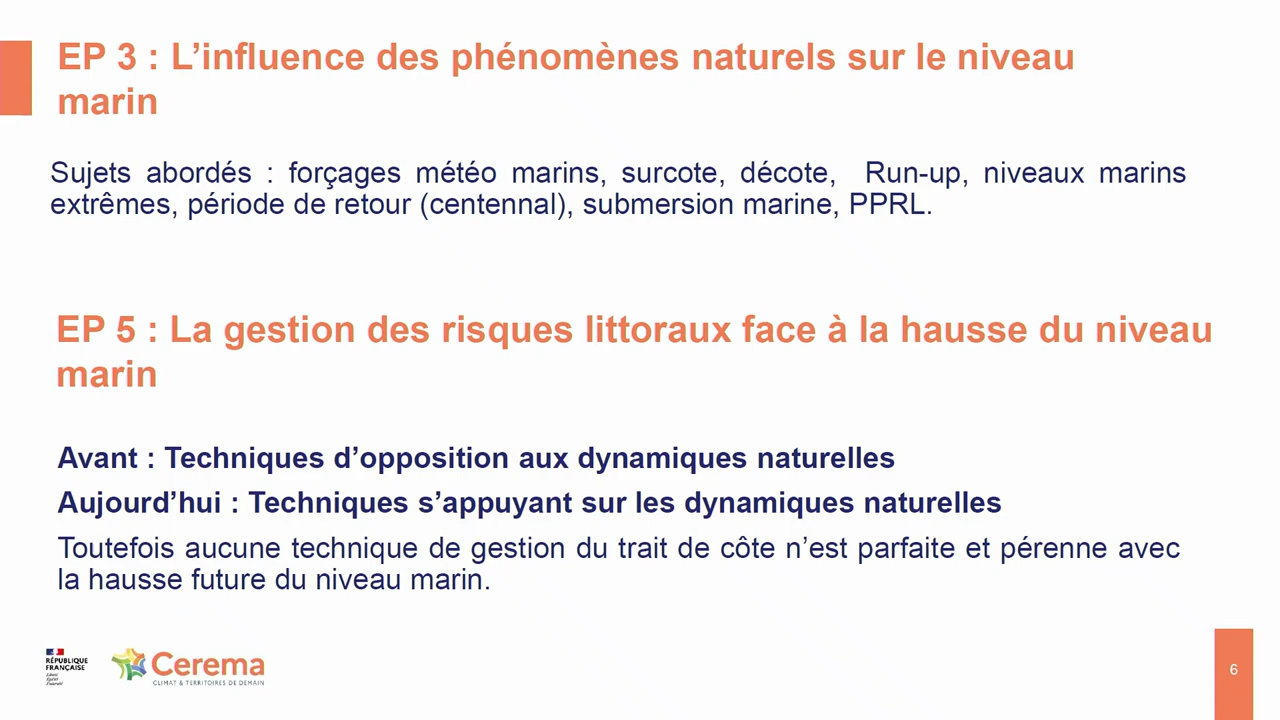 EP 3 : L’influence des phénomènes naturels sur le niveau
marin
Sujets abordés : forçages météo marins, surcote, décote, Run-up, niveaux marins
extrêmes, période de retour (centennal), submersion marine, PPRL.
EP 5 : La gestion des risques littoraux face à la hausse du niveau
marin
Avant : Techniques d’opposition aux dynamiques naturelles
Aujourd’hui : Techniques s’appuyant sur les dynamiques naturelles
Toutefois aucune technique de gestion du trait de côte n’est parfaite et pérenne avec
la hausse future du niveau marin.
RÉPUBLIQUE
FRANÇAISE
Liberté
Égalité
Fraternité
Cerema
CLIMAT & TERRITOIRES DE DEMAIN
6